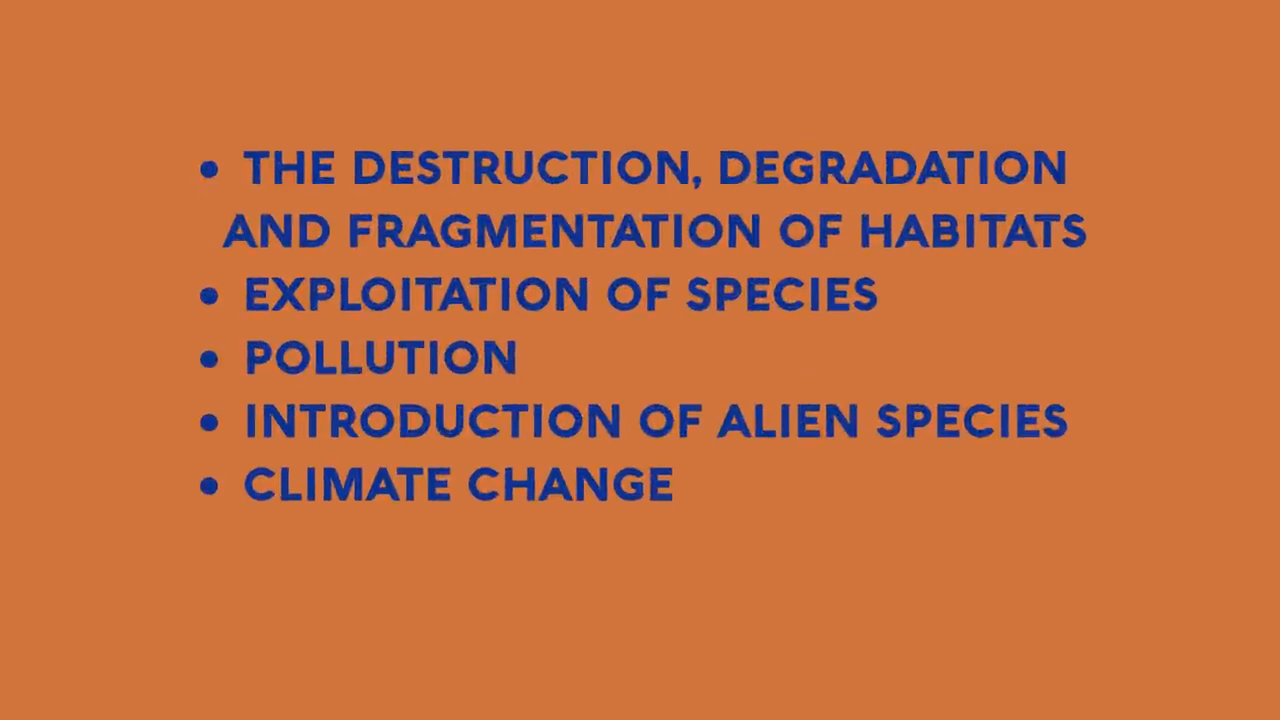 • THE DESTRUCTION, DEGRADATION
AND FRAGMENTATION OF HABITATS
• EXPLOITATION OF SPECIES
• POLLUTION
• INTRODUCTION OF ALIEN SPECIES
• CLIMATE CHANGE